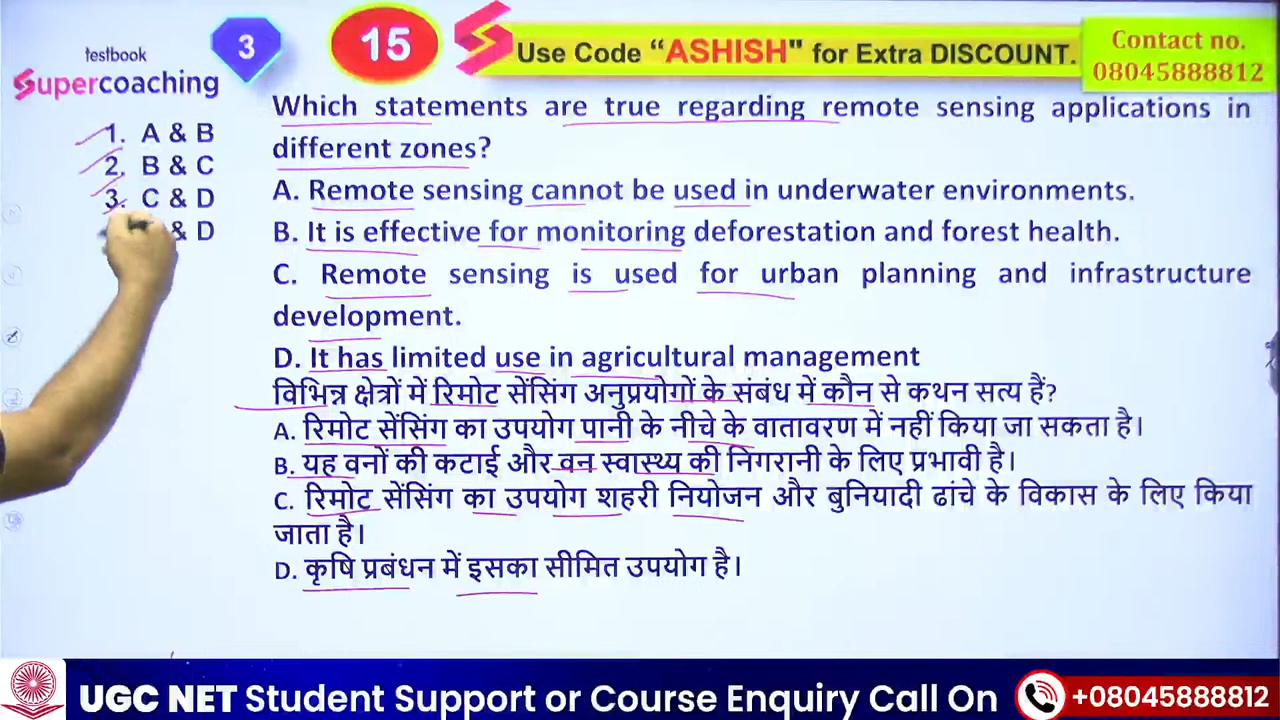 testbook
Supercoaching
3
15
Use Code “ASHISH" for Extra DISCOUNT.
Contact no.
08045888812
1. A & B
2. B & C
3. C & D
& D
Which statements are true regarding remote sensing applications in
different zones?
A. Remote sensing cannot be used in underwater environments.
B. It is effective for monitoring deforestation and forest health.
C. Remote sensing is used for urban planning and infrastructure
development.
D. It has limited use in agricultural management
विभिन्न क्षेत्रों में रिमोट सेंसिंग अनुप्रयोगों के संबंध में कौन से कथन सत्य हैं?
A. रिमोट सेंसिंग का उपयोग पानी के नीचे के वातावरण में नहीं किया जा सकता है।
B. यह वनों की कटाई और वन स्वास्थ्य की निगरानी के लिए प्रभावी है।
C. रिमोट सेंसिंग का उपयोग शहरी नियोजन और बुनियादी ढांचे के विकास के लिए किया
जाता है।
D. कृषि प्रबंधन में इसका सीमित उपयोग है।
UGC NET Student Support or Course Enquiry Call On
+08045888812